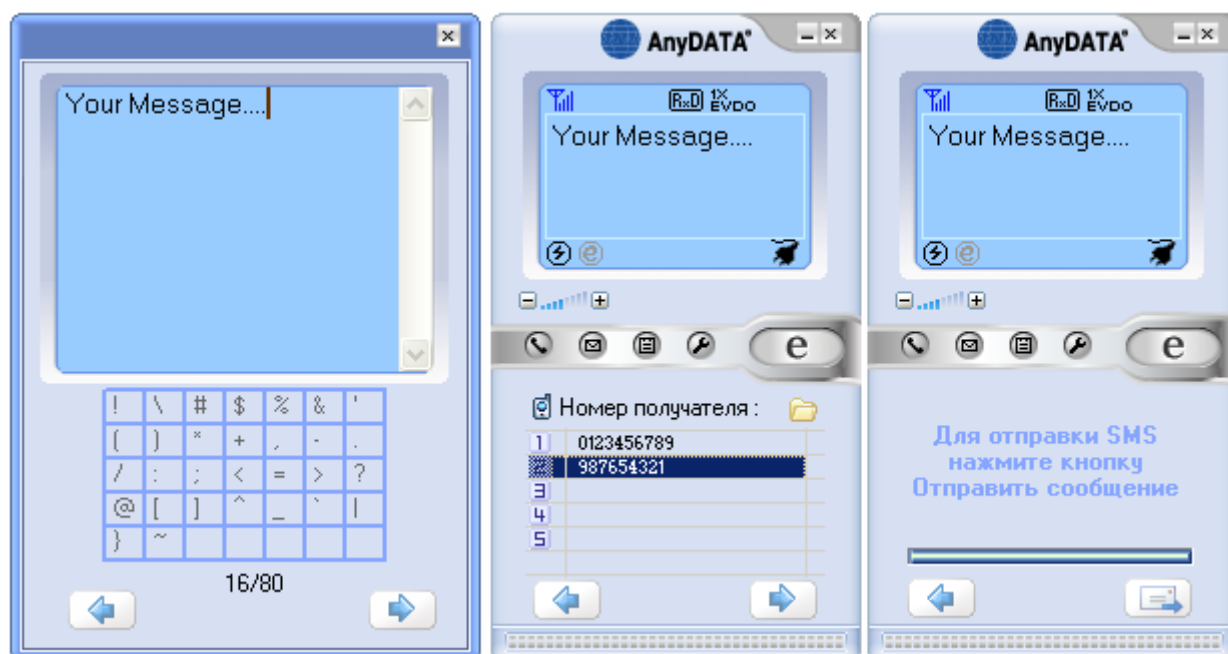 Your Message....
! \ # $ % & '
( ) * + , - .
/ : ; < = > ?
@ [ ] ^ _ ` |
} ~
16/80
AnyDATA
RxD 1X EVDO
Your Message....
e
e
Номер получателя :
1 0123456789
2 987654321
3
4
5
AnyDATA
RxD 1X EVDO
Your Message....
e
e
Для отправки SMS
нажмите кнопку
Отправить сообщение